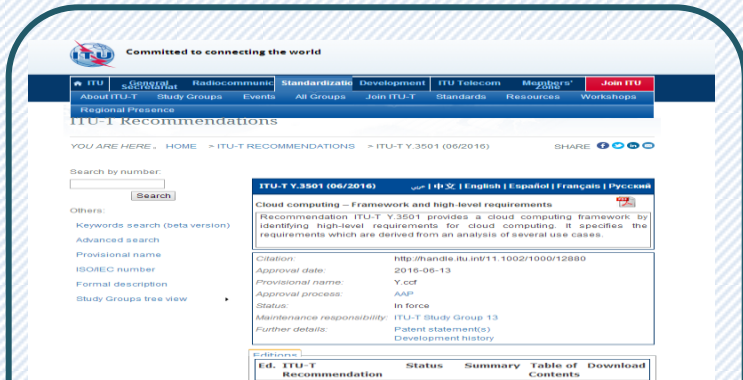 ITU
Committed to connecting the world
ITU General Secretariat Radiocommunic Standardizatio Development ITU Telecom Members' Zone Join ITU
About ITU-T Study Groups Events All Groups Join ITU-T Standards Resources Workshops
Regional Presence
ITU-T Recommendations
YOU ARE HERE HOME > ITU-T RECOMMENDATIONS > ITU-T Y.3501 (06/2016) SHARE
Search by number:
Search
Others:
Keywords search (beta version)
Advanced search
Provisional name
ISO/IEC number
Formal description
Study Groups tree view
ITU-T Y.3501 (06/2016) عربي | 中文 | English | Español | Français | Русский
Cloud computing – Framework and high-level requirements
Recommendation ITU-T Y.3501 provides a cloud computing framework by
identifying high-level requirements for cloud computing. It specifies the
requirements which are derived from an analysis of several use cases.
Citation: http://handle.itu.int/11.1002/1000/12880
Approval date: 2016-06-13
Provisional name: Y.ccf
Approval process: AAP
Status: In force
Maintenance responsibility: ITU-T Study Group 13
Further details: Patent statement(s)
Development history
Editions
Ed. ITU-T Recommendation Status Summary Table of Contents Download